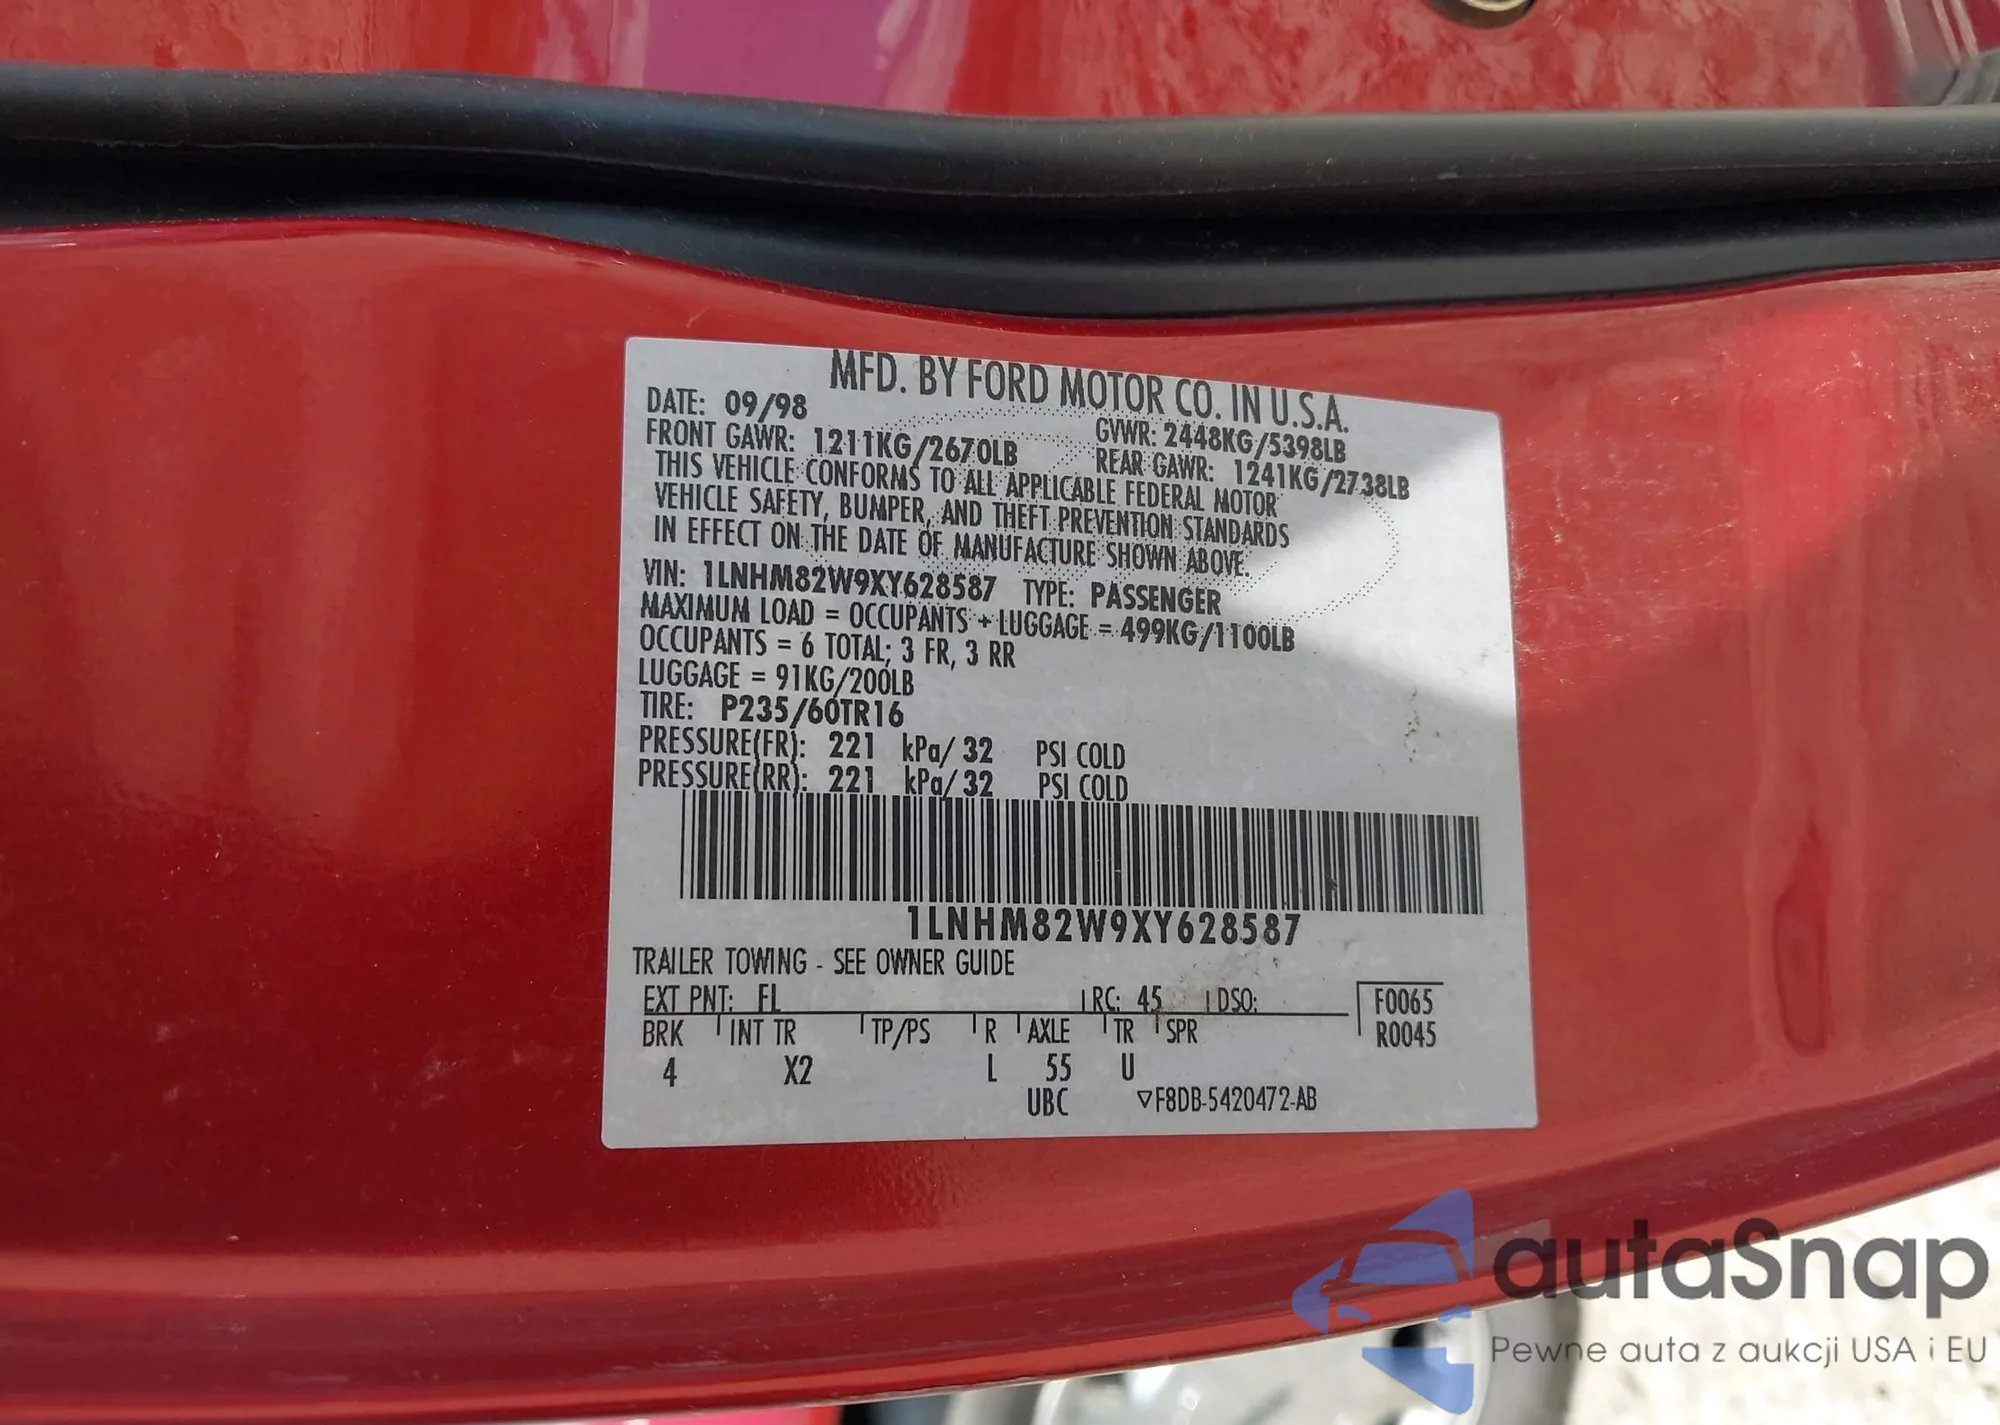 MFD. BY FORD MOTOR CO. IN U.S.A.
DATE: 09/98 GVWR: 2448KG/5398LB
FRONT GAWR: 1211KG/2670LB REAR GAWR: 1241KG/2738LB
THIS VEHICLE CONFORMS TO ALL APPLICABLE FEDERAL MOTOR
VEHICLE SAFETY, BUMPER, AND THEFT PREVENTION STANDARDS
IN EFFECT ON THE DATE OF MANUFACTURE SHOWN ABOVE.
VIN: 1LNHM82W9XY628587 TYPE: PASSENGER
MAXIMUM LOAD = OCCUPANTS + LUGGAGE = 499KG/1100LB
OCCUPANTS = 6 TOTAL; 3 FR, 3 RR
LUGGAGE = 91KG/200LB
TIRE: P235/60TR16
PRESSURE(FR): 221 kPa/ 32 PSI COLD
PRESSURE(RR): 221 kPa/ 32 PSI COLD
1LNHM82W9XY628587
TRAILER TOWING - SEE OWNER GUIDE
EXT PNT: FL RC: 45 DSO: F0065
BRK INT TR TP/PS R AXLE TR SPR R0045
4 X2 L 55 U
UBC F8DB-5420472-AB
autaSnap
Pewne auta z aukcji USA i EU